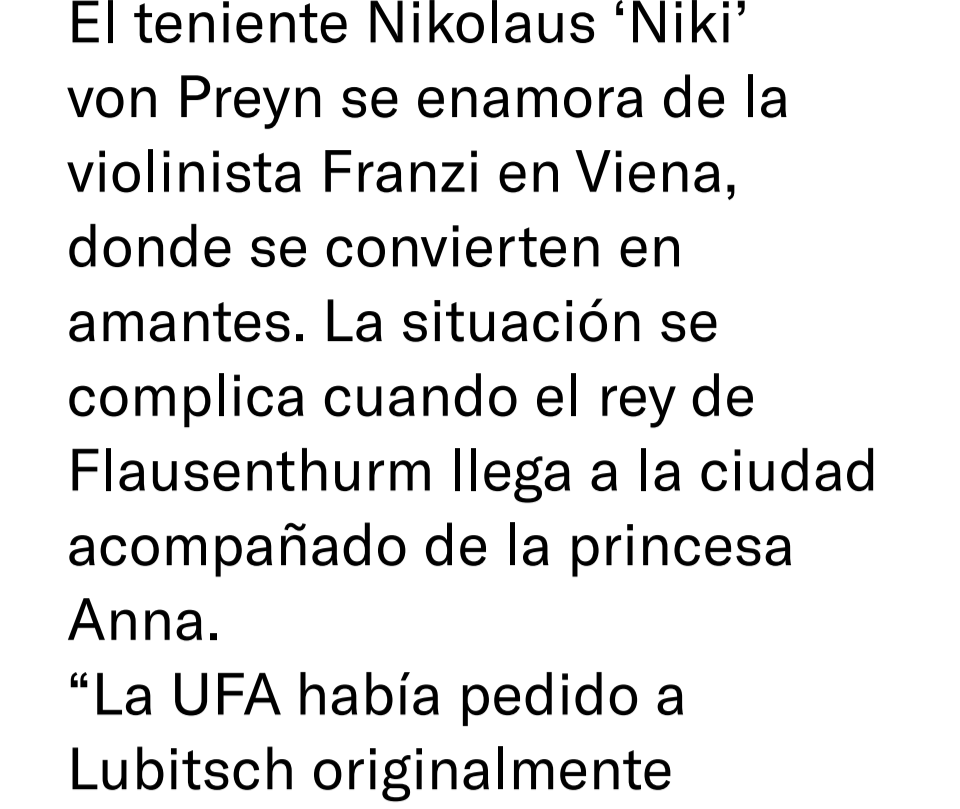 El teniente Nikolaus ‘Niki’
von Preyn se enamora de la
violinista Franzi en Viena,
donde se convierten en
amantes. La situación se
complica cuando el rey de
Flausenthurm llega a la ciudad
acompañado de la princesa
Anna.
“La UFA había pedido a
Lubitsch originalmente